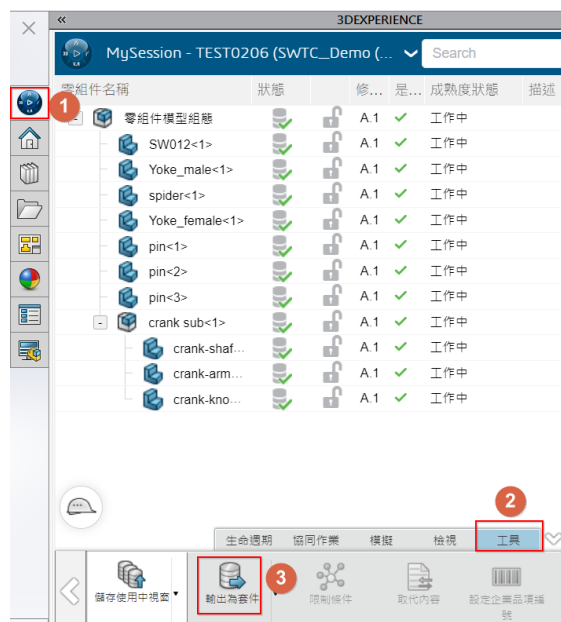 3DEXPERIENCE
MySession - TEST0206 (SWTC__Demo (...
Search
零組件名稱 狀態 修... 是... 成熟度狀態 描述
1
零組件模型組態 A.1 工作中
SW012<1> A.1 工作中
Yoke_male<1> A.1 工作中
spider<1> A.1 工作中
Yoke_female<1> A.1 工作中
pin<1> A.1 工作中
pin<2> A.1 工作中
pin<3> A.1 工作中
crank sub<1> A.1 工作中
crank-shaf... A.1 工作中
crank-arm... A.1 工作中
crank-kno... A.1 工作中
2
生命週期 協同作業 模擬 檢視 工具
3
儲存使用中視窗 輸出為套件 限制條件 取代內容 設定企業品項編
號